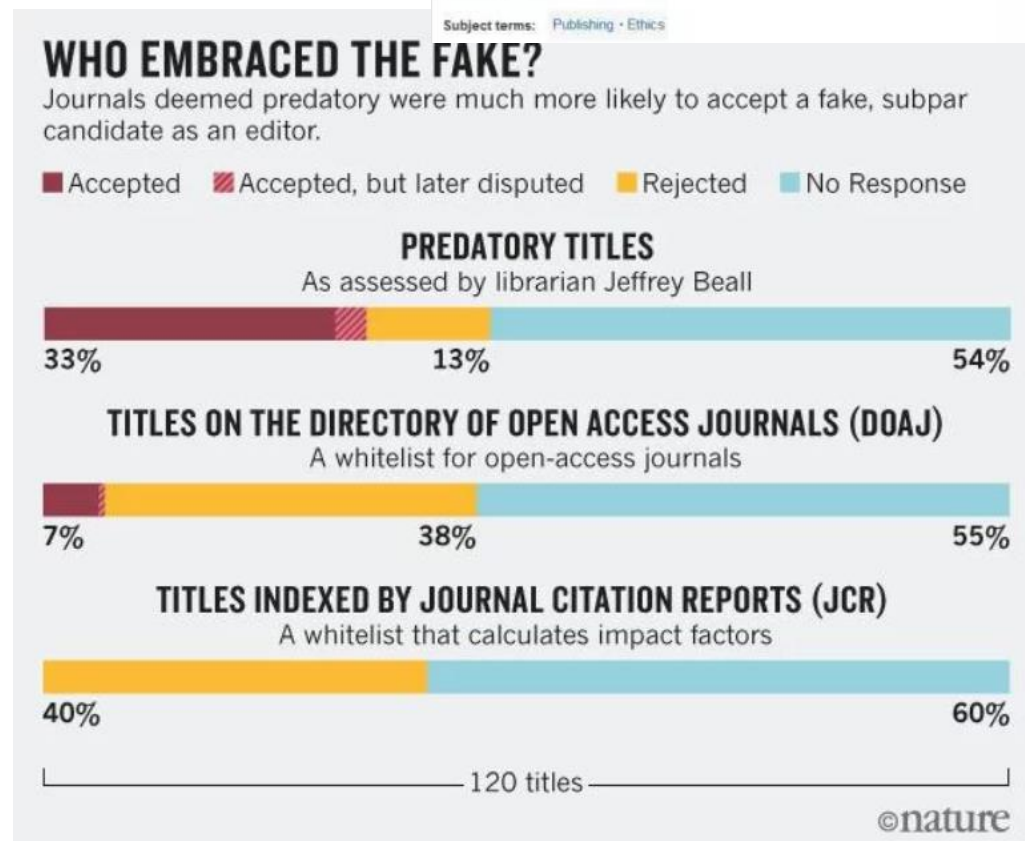 Subject terms: Publishing · Ethics
WHO EMBRACED THE FAKE?
Journals deemed predatory were much more likely to accept a fake, subpar
candidate as an editor.
Accepted Accepted, but later disputed Rejected No Response
PREDATORY TITLES
As assessed by librarian Jeffrey Beall
33% 13% 54%
TITLES ON THE DIRECTORY OF OPEN ACCESS JOURNALS (DOAJ)
A whitelist for open-access journals
7% 38% 55%
TITLES INDEXED BY JOURNAL CITATION REPORTS (JCR)
A whitelist that calculates impact factors
40% 60%
120 titles
©nature